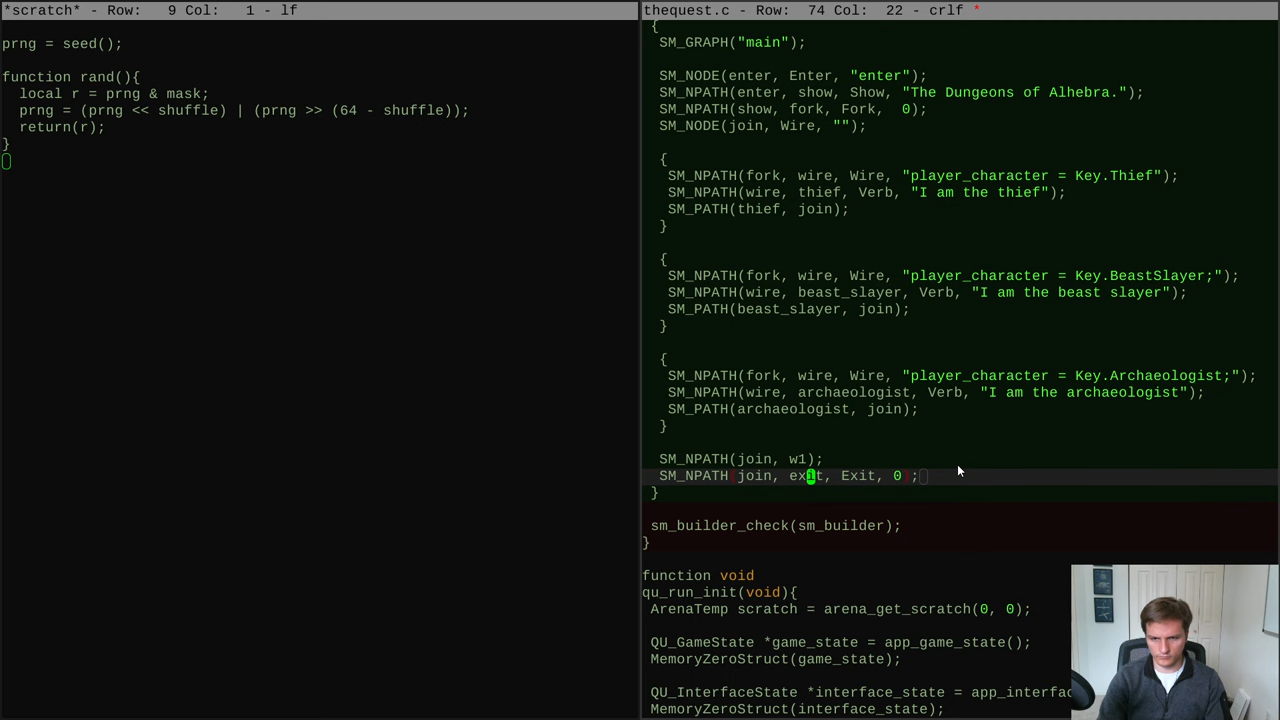 *scratch* - Row:   9 Col:   1 - lf
prng = seed();
function rand(){
  local r = prng & mask;
  prng = (prng << shuffle) | (prng >> (64 - shuffle));
  return(r);
}
thequest.c - Row:  74 Col:  22 - crlf *
{
SM_GRAPH("main");
SM_NODE(enter, Enter, "enter");
SM_NPATH(enter, show, Show, "The Dungeons of Alhebra.");
SM_NPATH(show, fork, Fork,  0);
SM_NODE(join, Wire, "");
{
SM_NPATH(fork, wire, Wire, "player_character = Key.Thief");
SM_NPATH(wire, thief, Verb, "I am the thief");
SM_PATH(thief, join);
}
{
SM_NPATH(fork, wire, Wire, "player_character = Key.BeastSlayer;");
SM_NPATH(wire, beast_slayer, Verb, "I am the beast slayer");
SM_PATH(beast_slayer, join);
}
{
SM_NPATH(fork, wire, Wire, "player_character = Key.Archaeologist;");
SM_NPATH(wire, archaeologist, Verb, "I am the archaeologist");
SM_PATH(archaeologist, join);
}
SM_NPATH(join, w1);
SM_NPATH(join, exit, Exit, 0);
}
sm_builder_check(sm_builder);
}
function void
qu_run_init(void){
ArenaTemp scratch = arena_get_scratch(0, 0);
QU_GameState *game_state = app_game_state();
MemoryZeroStruct(game_state);
QU_InterfaceState *interface_state = app_interfac
MemoryZeroStruct(interface_state);